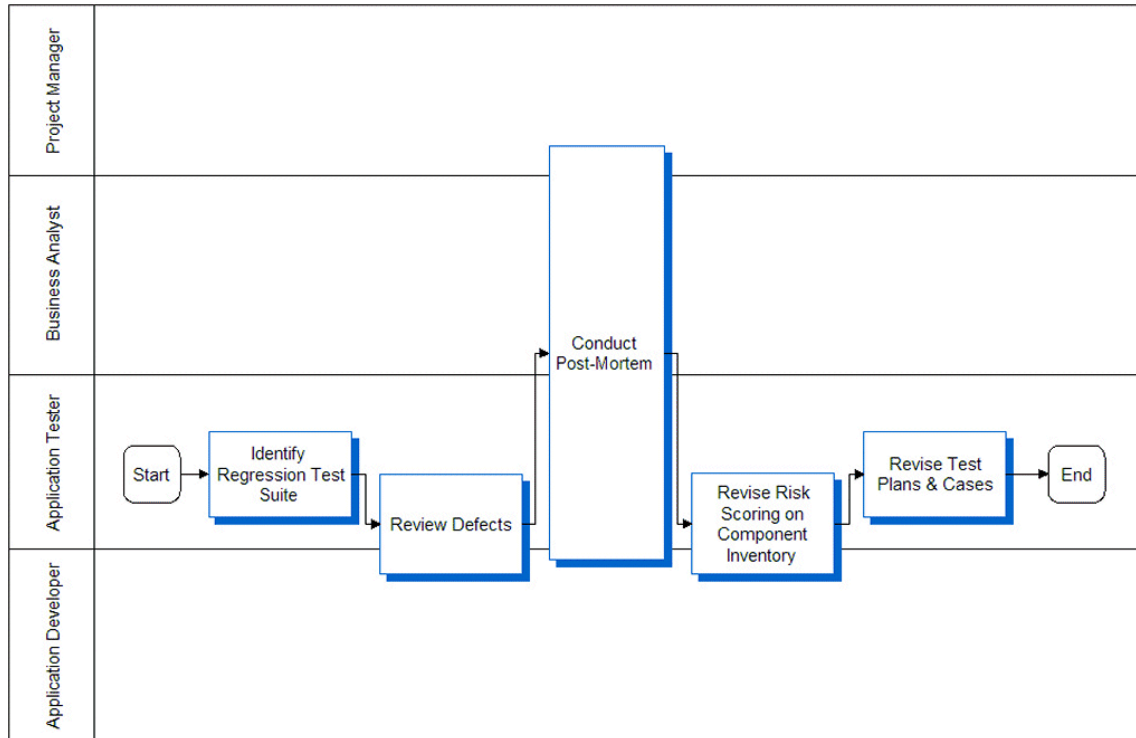 Project Manager
Business Analyst
Application Tester
Application Developer
Start
Identify
Regression Test
Suite
Review Defects
Conduct
Post-Mortem
Revise Risk
Scoring on
Component
Inventory
Revise Test
Plans & Cases
End